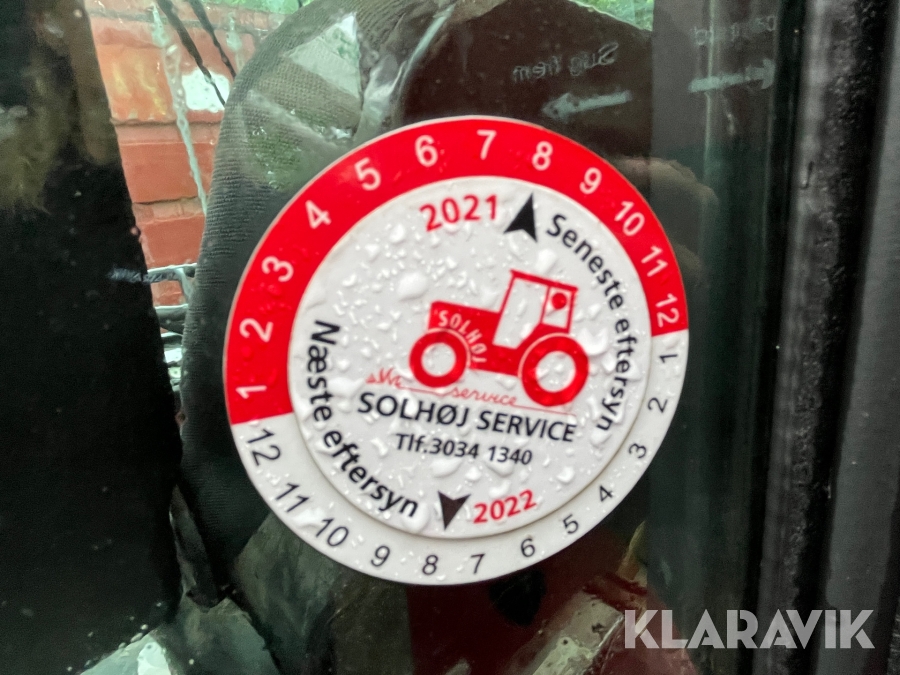 1 2 3 4 5 6 7 8 9 10 11 12
2021
Seneste eftersyn
SOLHØJ
service
SOLHØJ SERVICE
Tlf.3034 1340
Næste eftersyn
2022
1 2 3 4 5 6 7 8 9 10 11 12
Sug frem
KLARAVIK